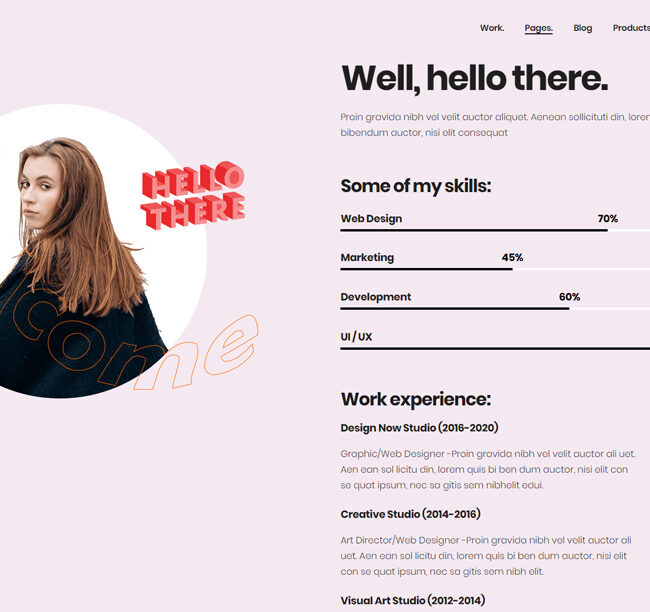 Work.
Pages.
Blog
Products
Well, hello there.
Proin gravida nibh vel velit auctor aliquet. Aenean sollicituti din, lorem
bibendum auctor, nisi elit consequat
HELLO
THERE
come
Some of my skills:
Web Design 70%
Marketing 45%
Development 60%
UI / UX
Work experience:
Design Now Studio (2016-2020)
Graphic/Web Designer -Proin gravida nibh vel velit auctor ali uet.
Aen ean sol licitu din, lorem quis bi ben dum auctor, nisi elit con
se quat ipsum, nec sa gitis sem nibhelit edui.
Creative Studio (2014-2016)
Art Director/Web Designer -Proin gravida nibh vel velit auctor ali
uet. Aen ean sol licitu din, lorem quis bi ben dum auctor, nisi elit
con se quat ipsum, nec sa gitis sem nibh elit.
Visual Art Studio (2012-2014)